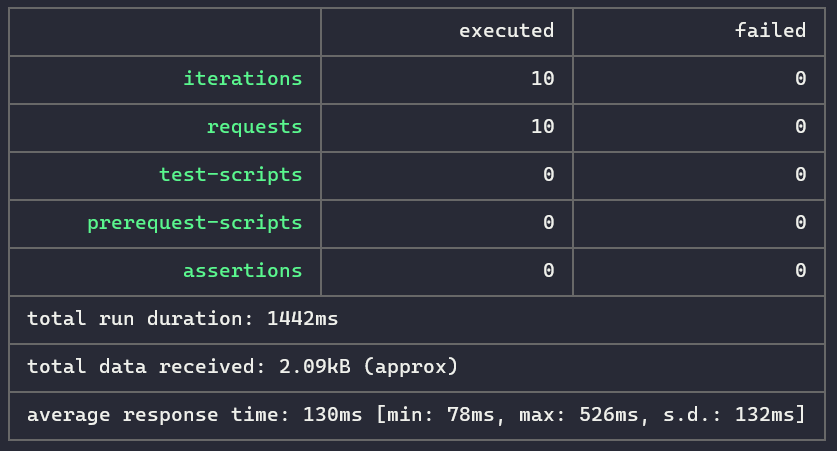 executed failed
iterations 10 0
requests 10 0
test-scripts 0 0
prerequest-scripts 0 0
assertions 0 0
total run duration: 1442ms
total data received: 2.09kB (approx)
average response time: 130ms [min: 78ms, max: 526ms, s.d.: 132ms]